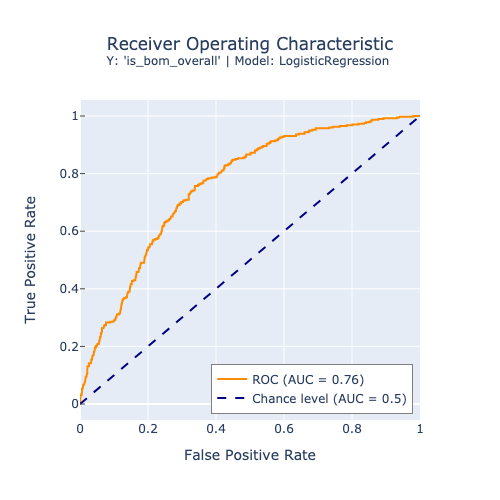 Receiver Operating Characteristic
Y: 'is_bom_overall' | Model: LogisticRegression
True Positive Rate
1
0.8
0.6
0.4
0.2
0
ROC (AUC = 0.76)
Chance level (AUC = 0.5)
0 0.2 0.4 0.6 0.8 1
False Positive Rate